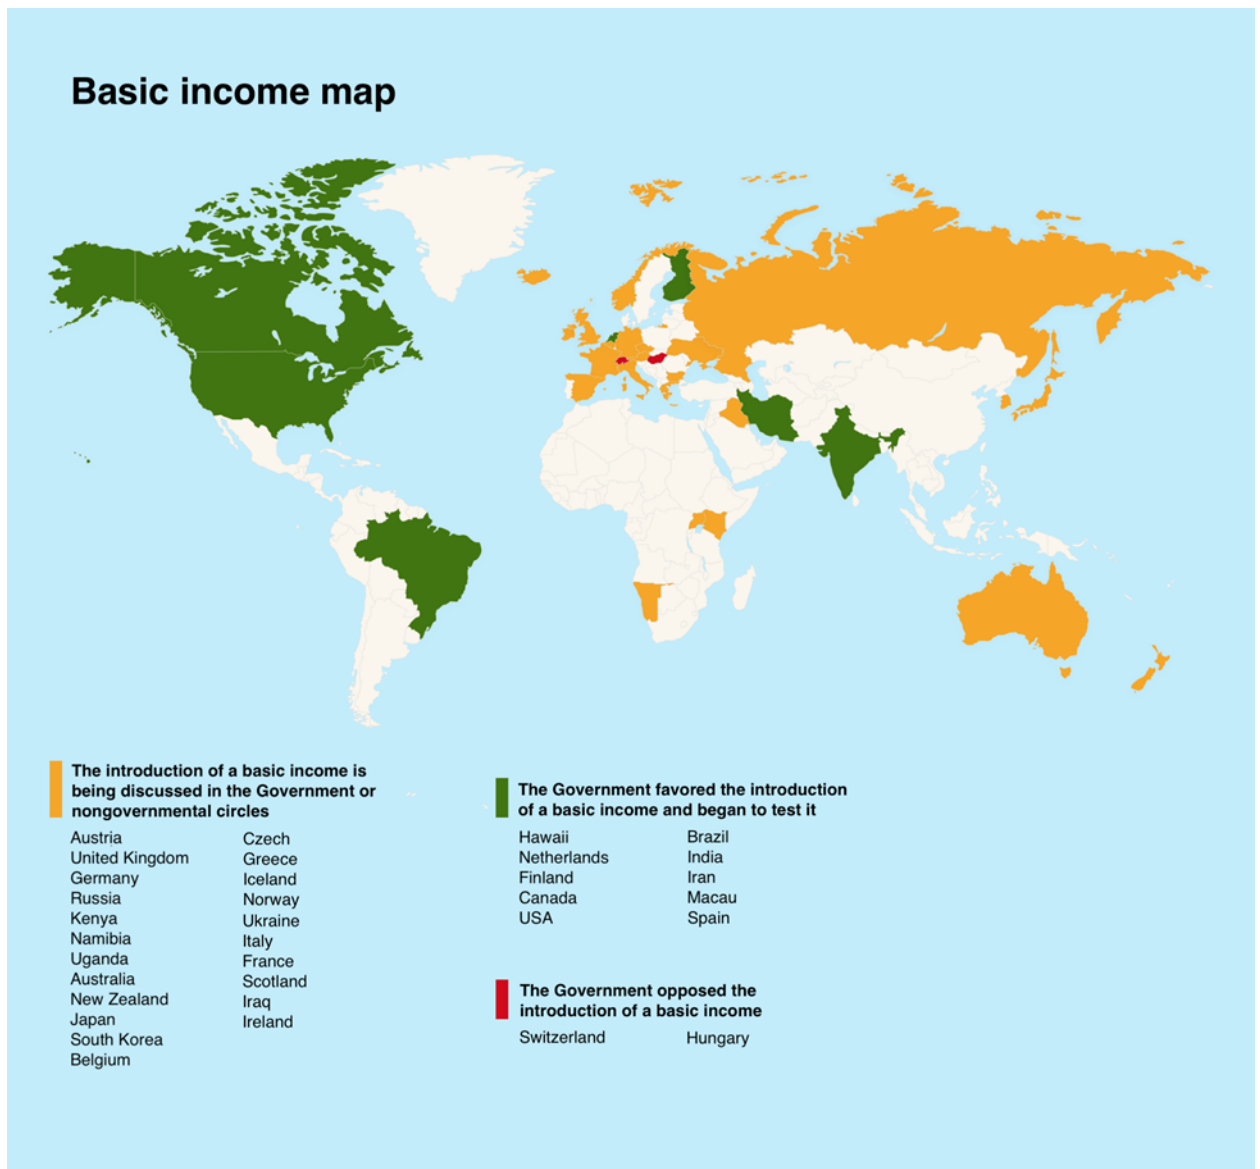 Basic income map
The introduction of a basic income is
being discussed in the Government or
nongovernmental circles
Austria
United Kingdom
Germany
Russia
Kenya
Namibia
Uganda
Australia
New Zealand
Japan
South Korea
Belgium
Czech
Greece
Iceland
Norway
Ukraine
Italy
France
Scotland
Iraq
Ireland
The Government favored the introduction
of a basic income and began to test it
Hawaii
Netherlands
Finland
Canada
USA
Brazil
India
Iran
Macau
Spain
The Government opposed the
introduction of a basic income
Switzerland
Hungary